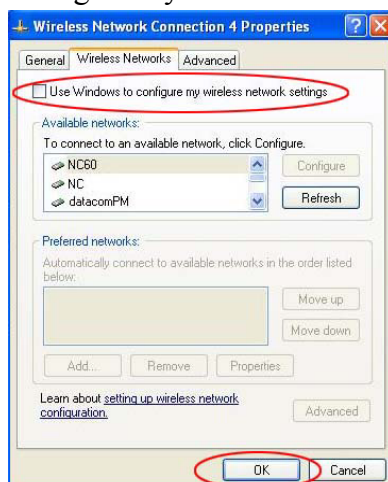 Wireless Network Connection 4 Properties
General Wireless Networks Advanced
Use Windows to configure my wireless network settings
Available networks:
To connect to an available network, click Configure.
NC60
Configure
NC
datacomPM
Refresh
Preferred networks:
Automatically connect to available networks in the order listed
below:
Move up
Move down
Add... Remove Properties
Learn about setting up wireless network
configuration.
Advanced
OK Cancel